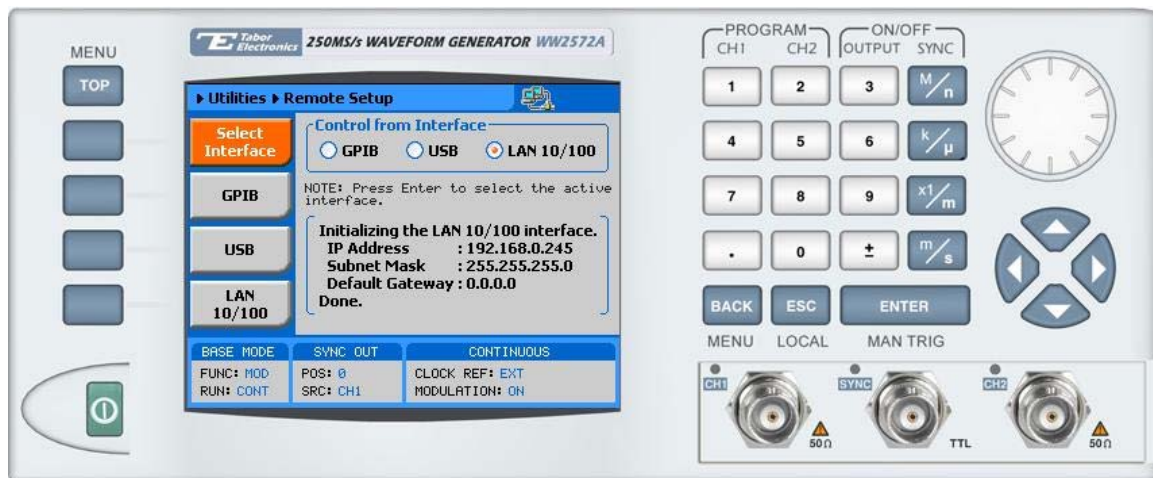 MENU
TOP
Tabor Electronics 250MS/s WAVEFORM GENERATOR WW2572A
▸ Utilities ▸ Remote Setup
Select
Interface
GPIB
USB
LAN
10/100
Control from Interface
GPIB USB LAN 10/100
NOTE: Press Enter to select the active
interface.
Initializing the LAN 10/100 interface.
IP Address : 192.168.0.245
Subnet Mask : 255.255.255.0
Default Gateway : 0.0.0.0
Done.
BASE MODE
FUNC: MOD
RUN: CONT
SYNC OUT
POS: 0
SRC: CH1
CONTINUOUS
CLOCK REF: EXT
MODULATION: ON
PROGRAM
CH1 CH2
ON/OFF
OUTPUT SYNC
1 2 3 M/n
4 5 6 k/μ
7 8 9 x1/m
. 0 ± m/s
BACK ESC ENTER
MENU LOCAL MAN TRIG
CH1 SYNC CH2
50Ω TTL 50Ω